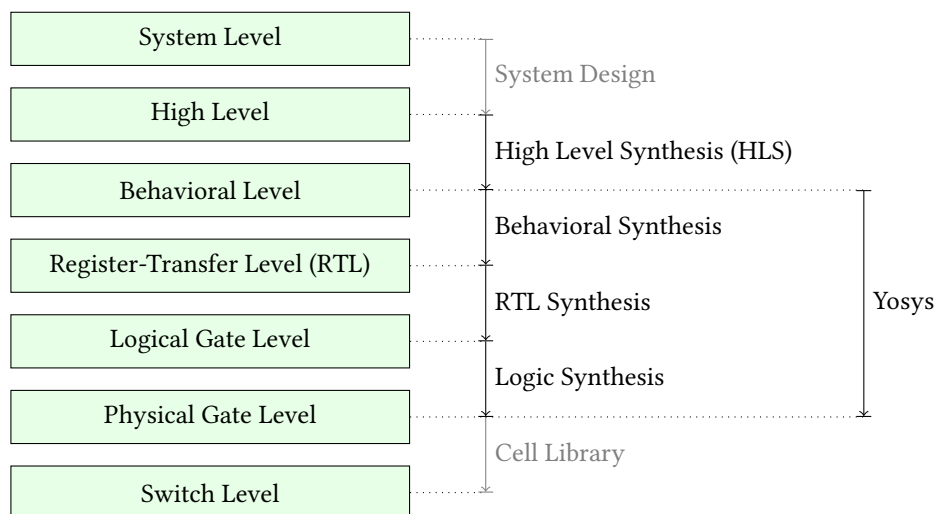 System Level
System Design
High Level
High Level Synthesis (HLS)
Behavioral Level
Behavioral Synthesis
Register-Transfer Level (RTL)
RTL Synthesis
Yosys
Logical Gate Level
Logic Synthesis
Physical Gate Level
Cell Library
Switch Level